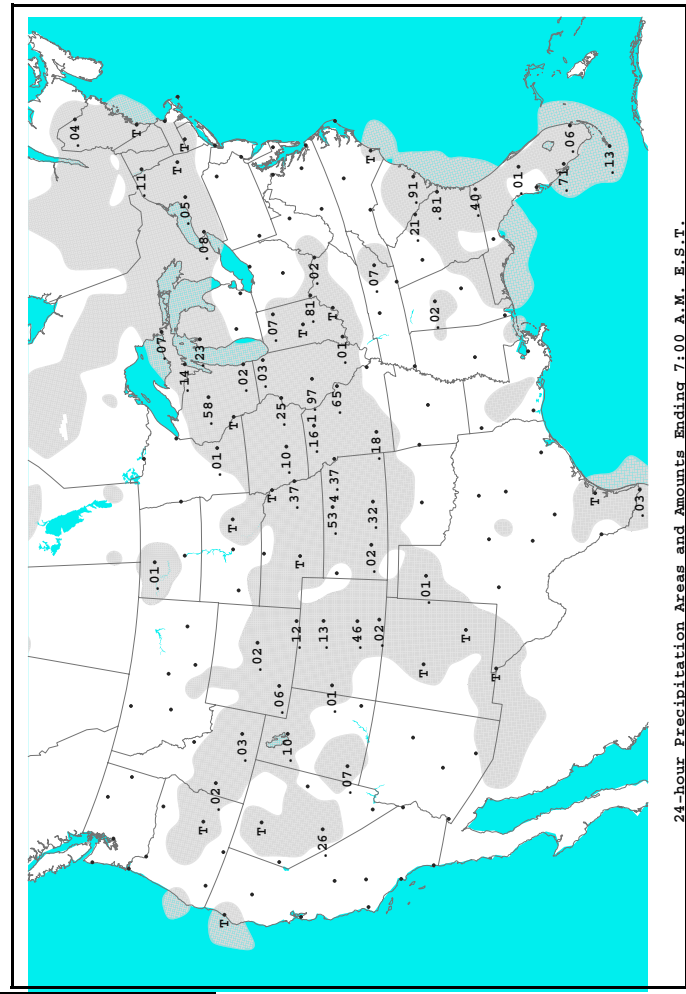 .04
T
.11
.01
.07
T
T
.14
.05
.23
T
.08
.58
.02
.01
T
T
T
.03
.02
.02
T
.03
T
.07
.06
.25
.10
.10
.37
.12
T
T
.81
.16
1.97
.02
.26
.13
.01
.53
4.37
T
.65
.01
.07
.46
T
.02
.32
.18
.07
.02
.91
.21
T
.01
.02
.81
T
.40
T
.01
.71
.06
T
.13
.03
24-hour Precipitation Areas and Amounts Ending 7:00 A.M. E.S.T.